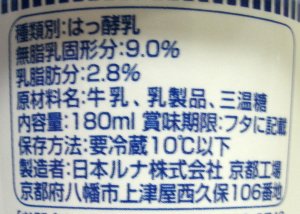 種類別:はっ酵乳
無脂乳固形分:9.0%
乳脂肪分:2.8%
原材料名:牛乳、乳製品、三温糖
内容量:180ml 賞味期限:フタに記載
保存方法:要冷蔵10℃以下
製造者:日本ルナ株式会社 京都工場
京都府八幡市上津屋西久保106番地